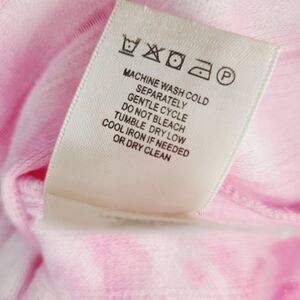 P
MACHINE WASH COLD
SEPARATELY
GENTLE CYCLE
DO NOT BLEACH
TUMBLE DRY LOW
COOL IRON IF NEEDED
OR DRY CLEAN